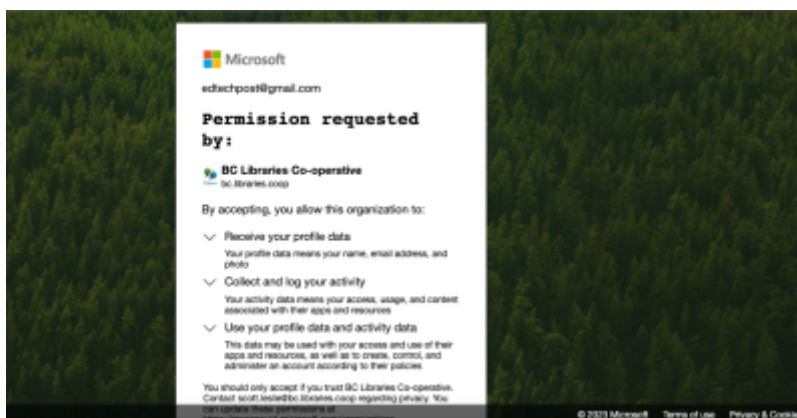 Microsoft
edtechpost@gmail.com
Permission requested
by:
BC Libraries Co-operative
bc.libraries.coop
By accepting, you allow this organization to:
Receive your profile data
Your profile data means your name, email address, and
photo
Collect and log your activity
Your activity data means your access, usage, and content
associated with their apps and resources
Use your profile data and activity data
This data may be used with your access and use of their
apps and resources, as well as to create, control, and
administer an account according to their policies
You should only accept if you trust BC Libraries Co-operative.
Contact scott.leslie@bc.libraries.coop regarding privacy. You
can update these permissions at
© 2023 Microsoft Terms of use Privacy & Cookie